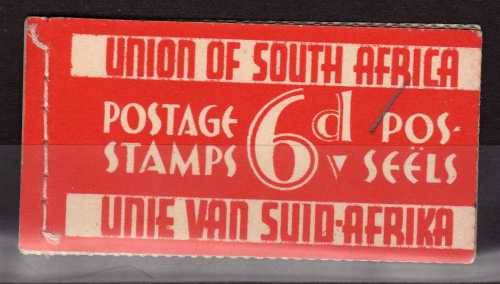 UNION OF SOUTH AFRICA
POSTAGE 6d POS-
STAMPS V SEËLS
UNIE VAN SUID-AFRIKA